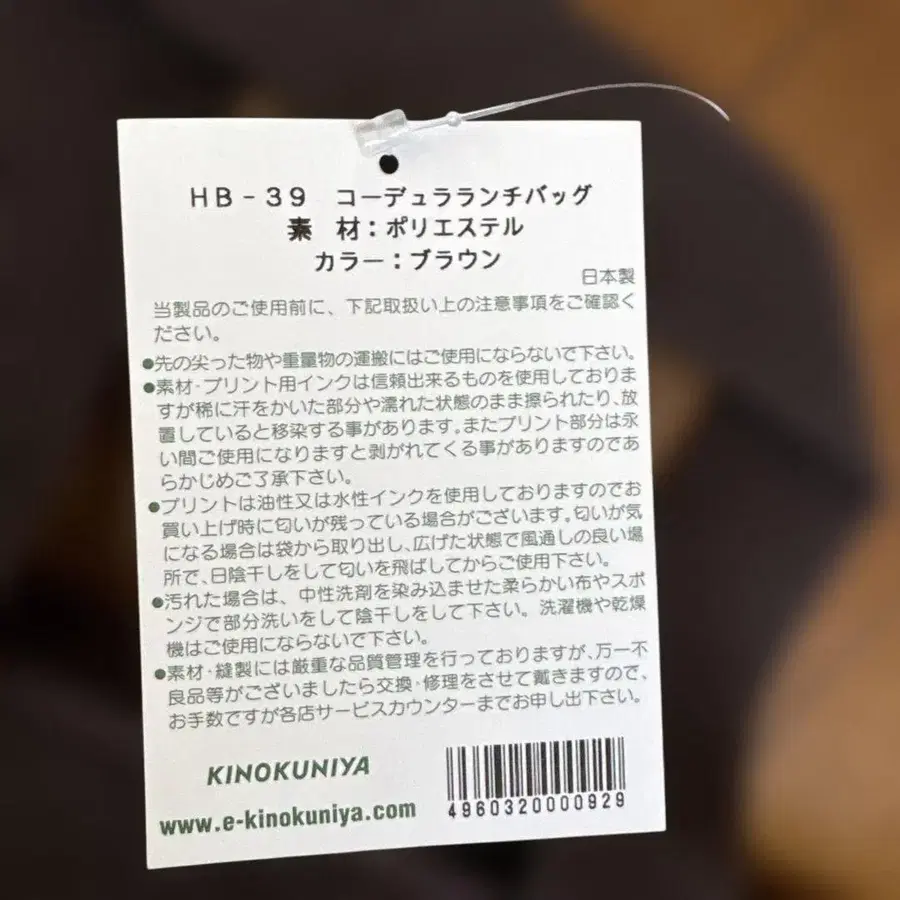 HB-39 コーデュラランチバッグ
素 材：ポリエステル
カラー：ブラウン
日本製
当製品のご使用前に、下記取扱い上の注意事項をご確認く
ださい。
●先の尖った物や重量物の運搬にはご使用にならないで下さい。
●素材・プリント用インクは信頼出来るものを使用しておりま
すが稀に汗をかいた部分や濡れた状態のまま擦られたり、放
置していると移染する事があります。またプリント部分は永
い間ご使用になりますと剥がれてくる事がありますのであ
らかじめご了承下さい。
●プリントは油性又は水性インクを使用しておりますのでお
買い上げ時に匂いが残っている場合がございます。匂いが気
になる場合は袋から取り出し、広げた状態で風通しの良い場
所で、日陰干しをして匂いを飛ばしてからご使用下さい。
●汚れた場合は、中性洗剤を染み込ませた柔らかい布やスポ
ンジで部分洗いをして陰干しをして下さい。洗濯機や乾燥
機はご使用にならないで下さい。
●素材・縫製には厳重な品質管理を行っておりますが、万一不
良品等がございましたら交換・修理をさせて戴きますので、
お手数ですが各店サービスカウンターまでお申し出下さい。
KINOKUNIYA
www.e-kinokuniya.com
4960320000929